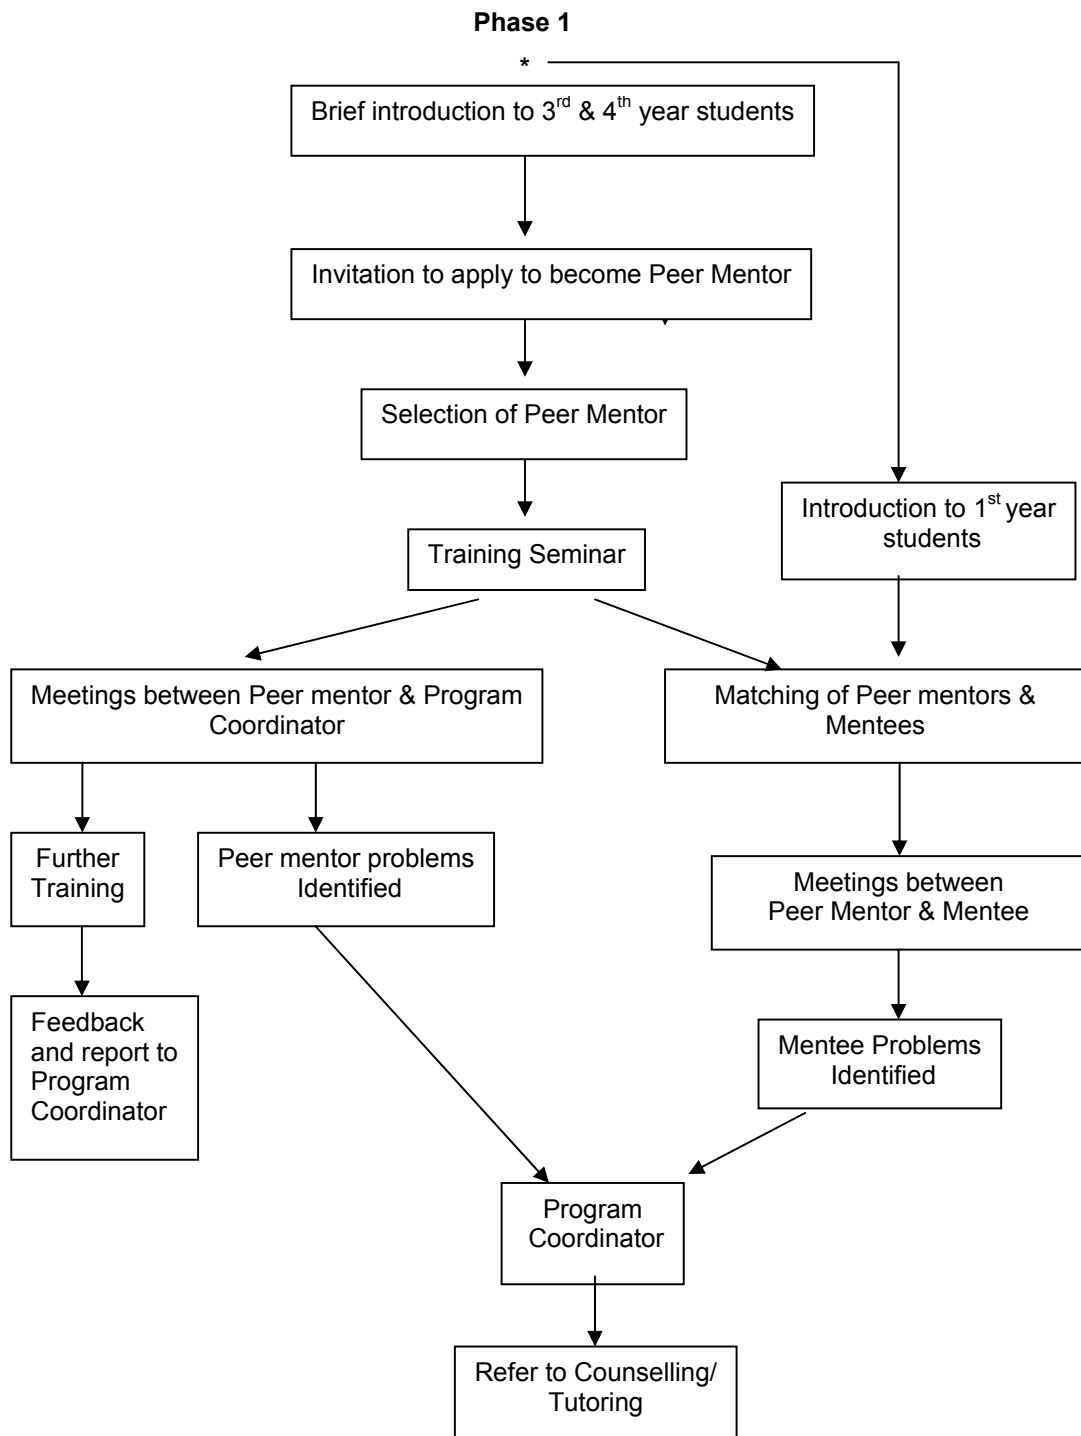 Phase 1
*
Brief introduction to 3rd & 4th year students
Invitation to apply to become Peer Mentor
Selection of Peer Mentor
Introduction to 1st year
students
Training Seminar
Meetings between Peer mentor & Program
Coordinator
Matching of Peer mentors &
Mentees
Further
Training
Peer mentor problems
Identified
Meetings between
Peer Mentor & Mentee
Feedback
and report to
Program
Coordinator
Mentee Problems
Identified
Program
Coordinator
Refer to Counselling/
Tutoring